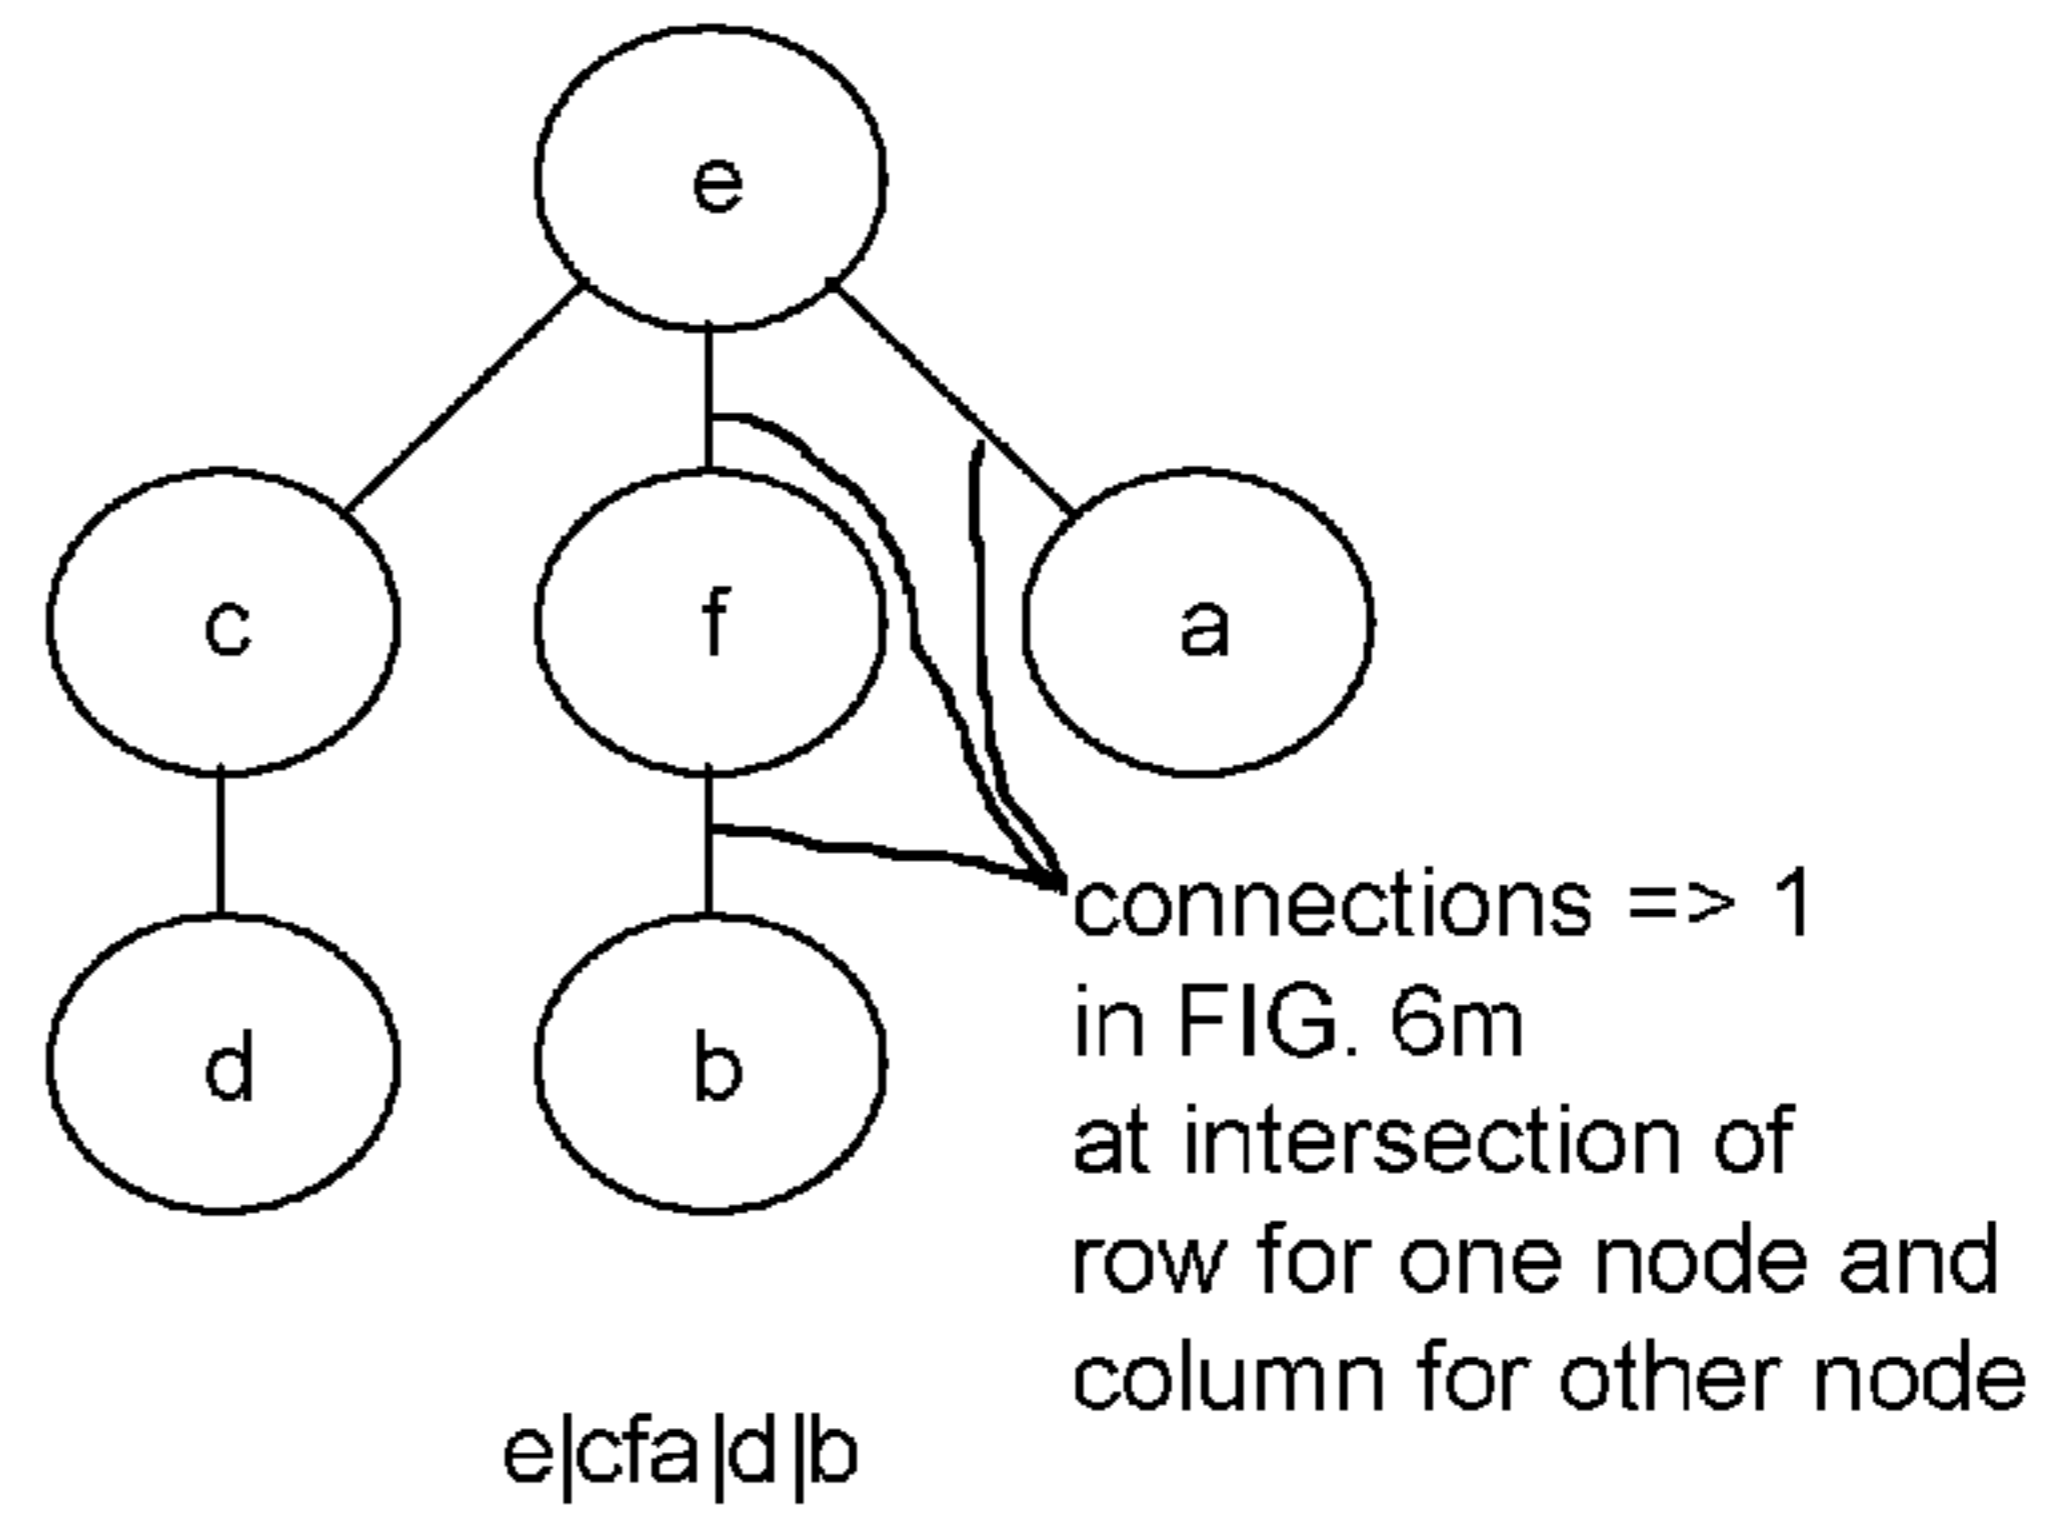 e
c
f
a
d
b
connections => 1
in FIG. 6m
at intersection of
row for one node and
column for other node
e|cfa|d|b